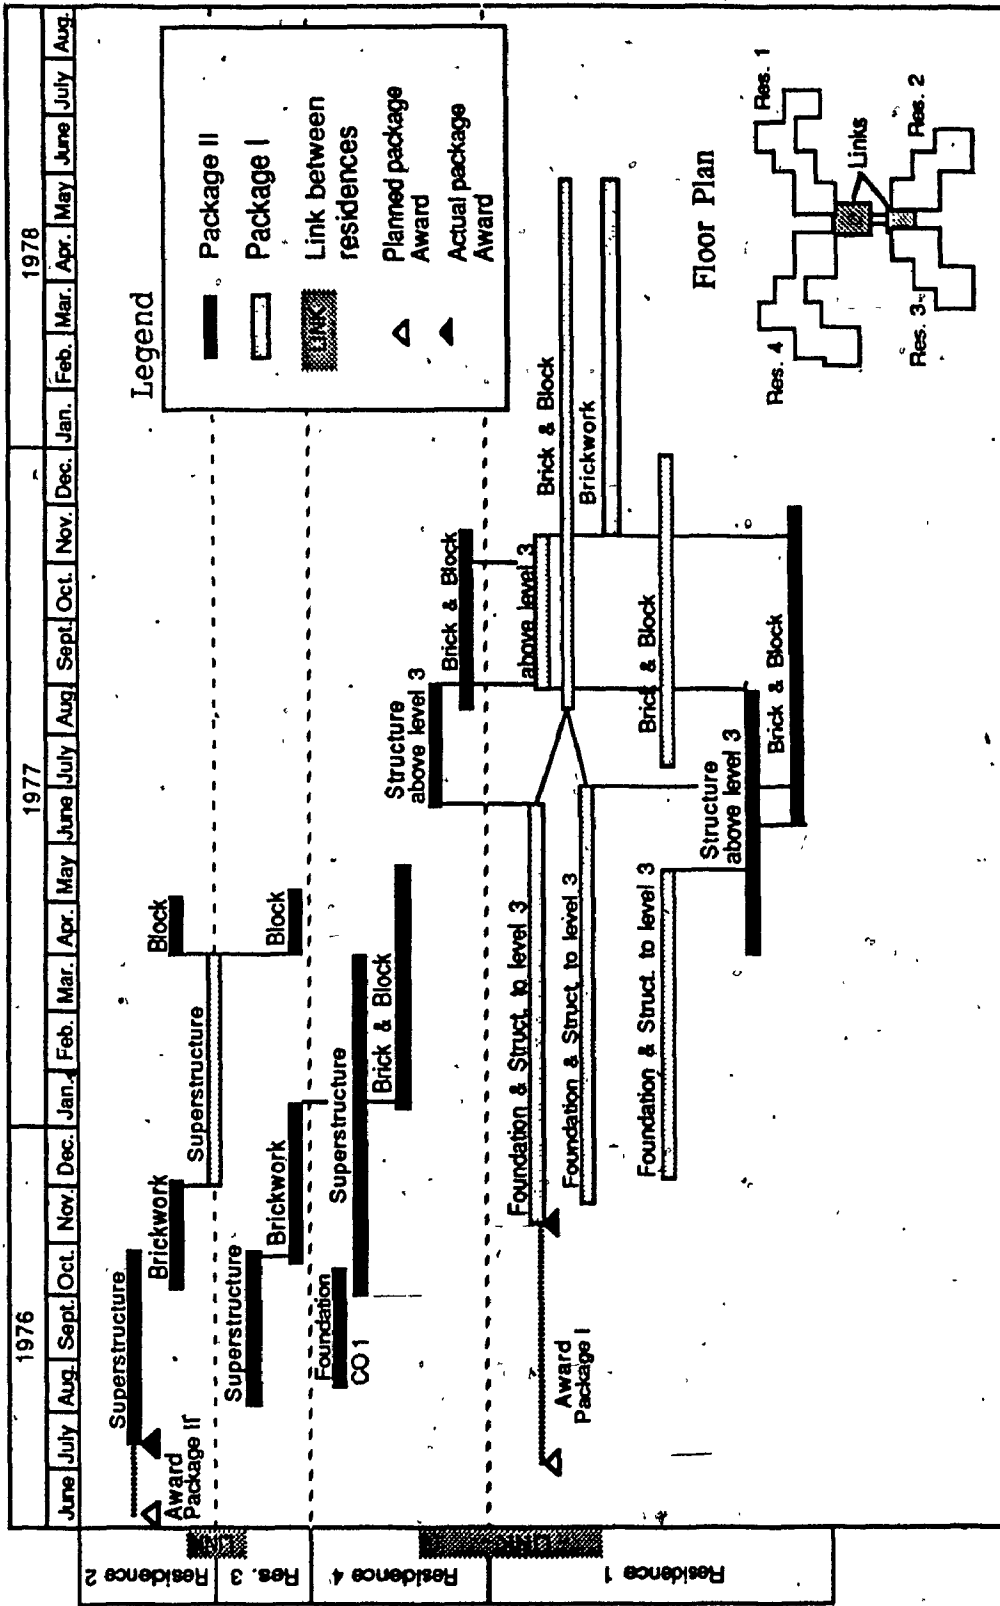 1976
1977
1978
June
July
Aug.
Sept.
Oct.
Nov.
Dec.
Jan.
Feb.
Mar.
Apr.
May
June
July
Aug.
Sept.
Oct.
Nov.
Dec.
Jan.
Feb.
Mar.
Apr.
May
June
July
Aug.
Residence 2
LINK
Res. 3
Residence 4
LINK
Residence 1
Superstructure
Award
Package II
Brickwork
Superstructure
Block
Superstructure
Brickwork
Block
Foundation
CO 1
Superstructure
Brick & Block
Structure
above level 3
Brick & Block
Award
Package I
Foundation & Struct. to level 3
above level 3
Brick & Block
Foundation & Struct. to level 3
Brickwork
Foundation & Struct. to level 3
Brick & Block
Structure
above level 3
Brick & Block
Legend
Package II
Package I
LINK
Link between
residences
Planned package
Award
Actual package
Award
Floor Plan
Res. 4
Res. 1
Res. 3
Links
Res. 2